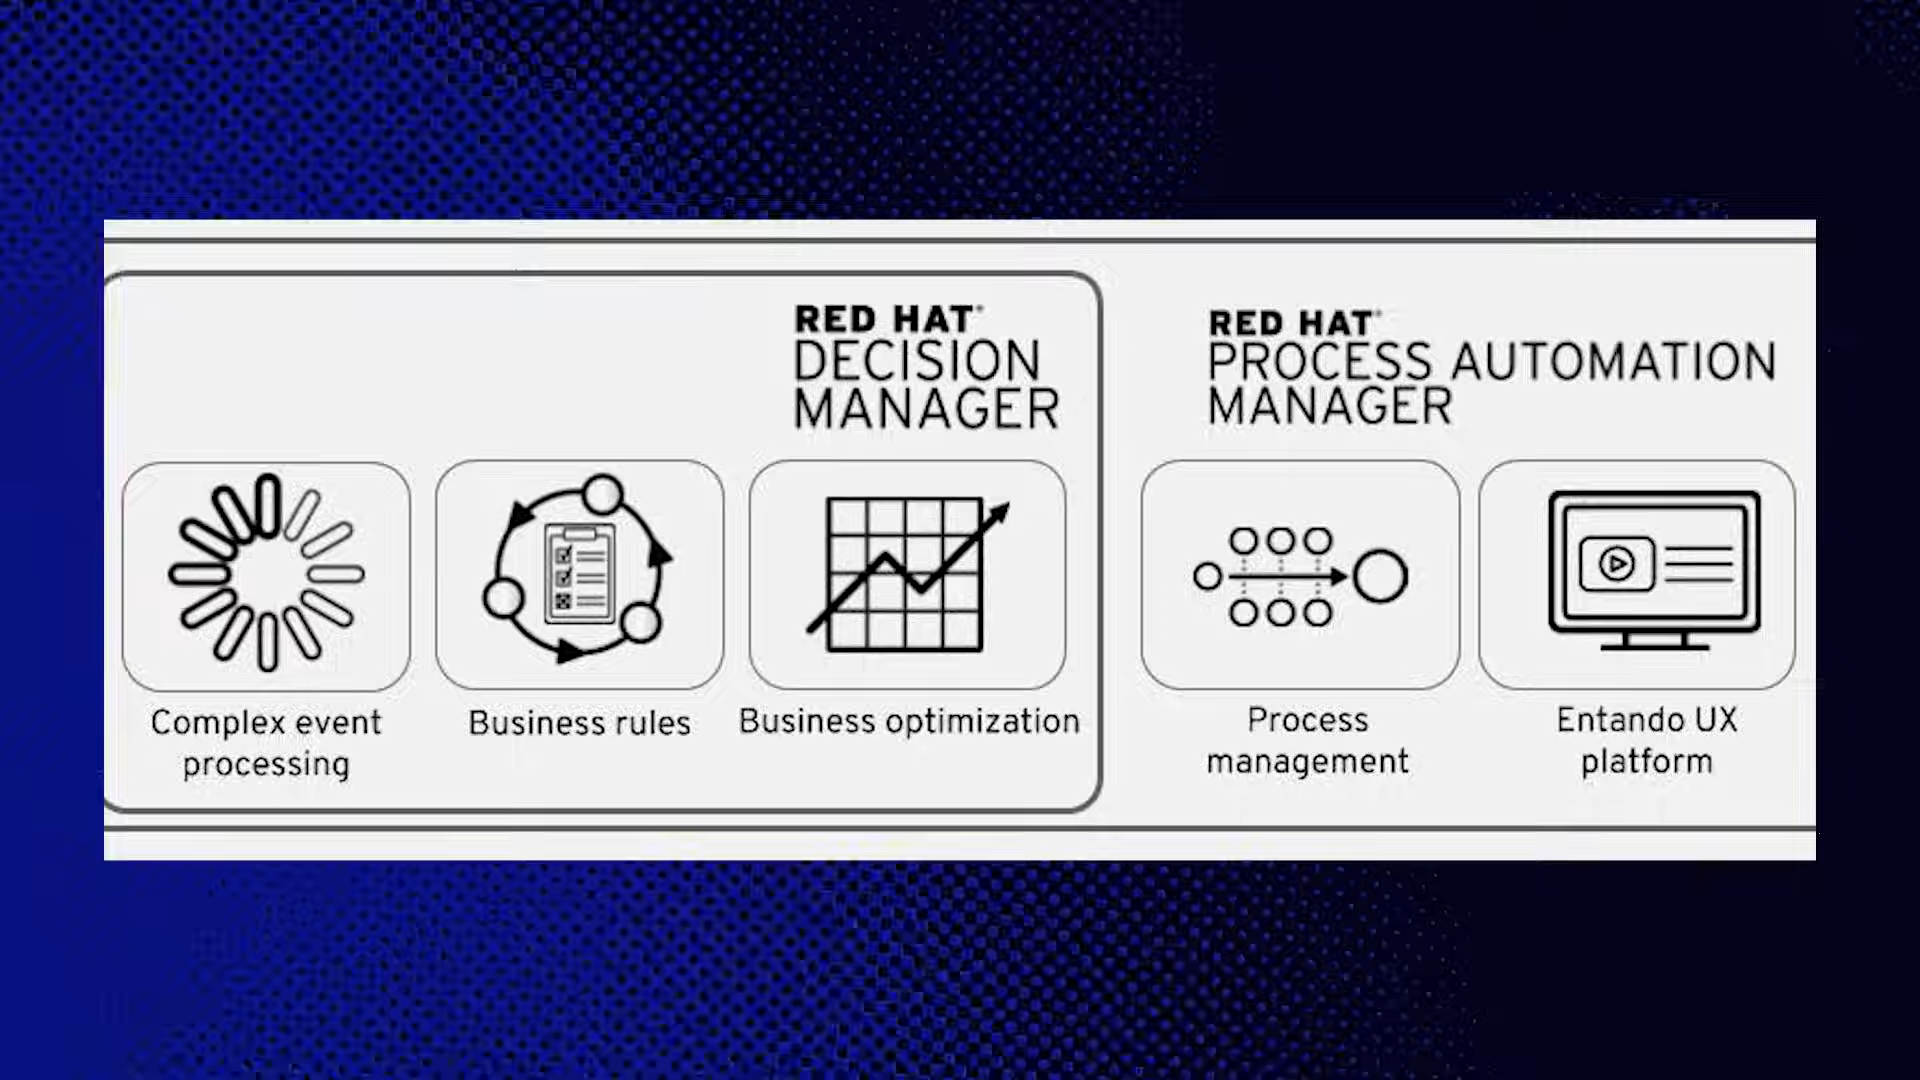 RED HAT®
DECISION
MANAGER
RED HAT®
PROCESS AUTOMATION
MANAGER
Complex event
processing
Business rules
Business optimization
Process
management
Entando UX
platform